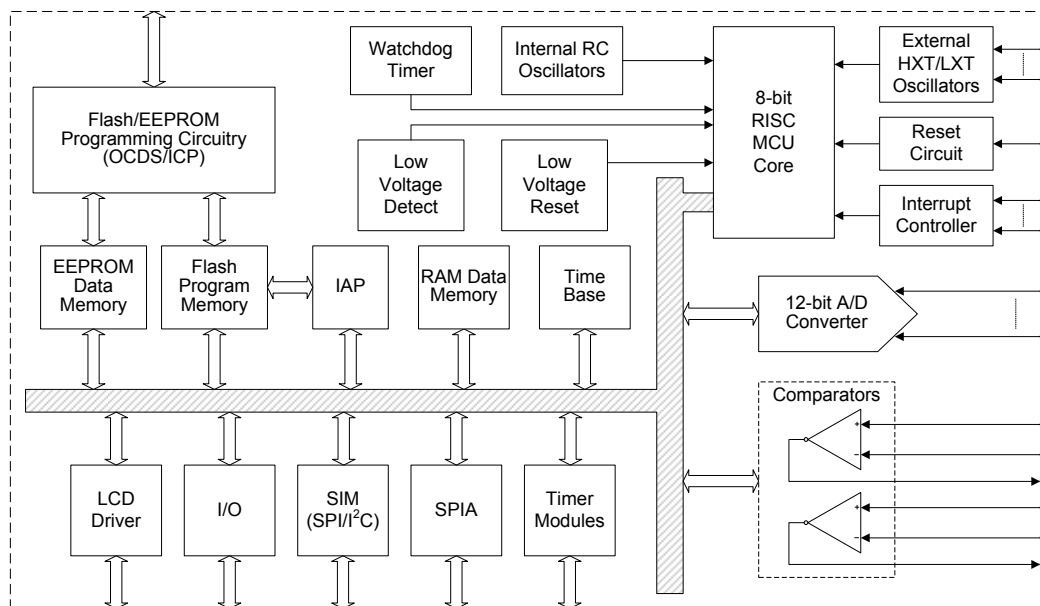 Watchdog
Timer
Internal RC
Oscillators
8-bit
RISC
MCU
Core
External
HXT/LXT
Oscillators
Flash/EEPROM
Programming Circuitry
(OCDS/ICP)
Low
Voltage
Detect
Low
Voltage
Reset
Reset
Circuit
Interrupt
Controller
EEPROM
Data
Memory
Flash
Program
Memory
IAP
RAM Data
Memory
Time
Base
12-bit A/D
Converter
Comparators
+
−
+
−
LCD
Driver
I/O
SIM
(SPI/I²C)
SPIA
Timer
Modules